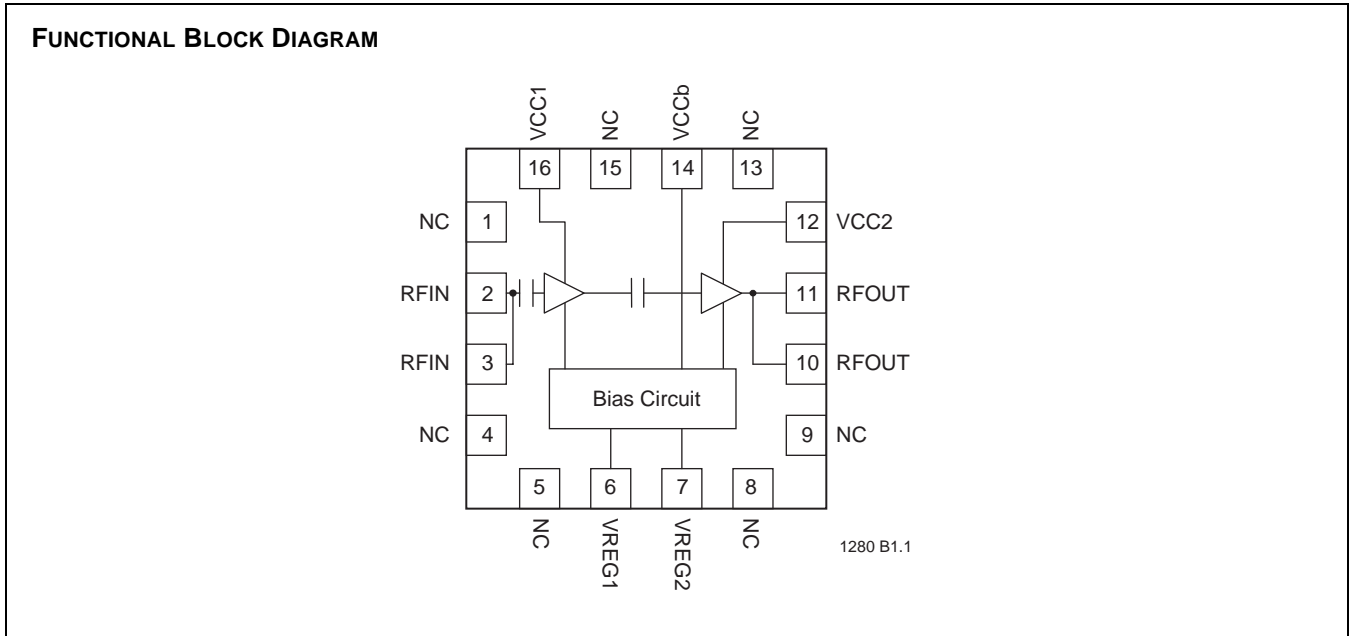 FUNCTIONAL BLOCK DIAGRAM
VCC1
NC
VCCb
NC
16
15
14
13
NC 1
12 VCC2
RFIN 2
11 RFOUT
RFIN 3
10 RFOUT
Bias Circuit
NC 4
9 NC
5
6
7
8
NC
VREG1
VREG2
NC
1280 B1.1